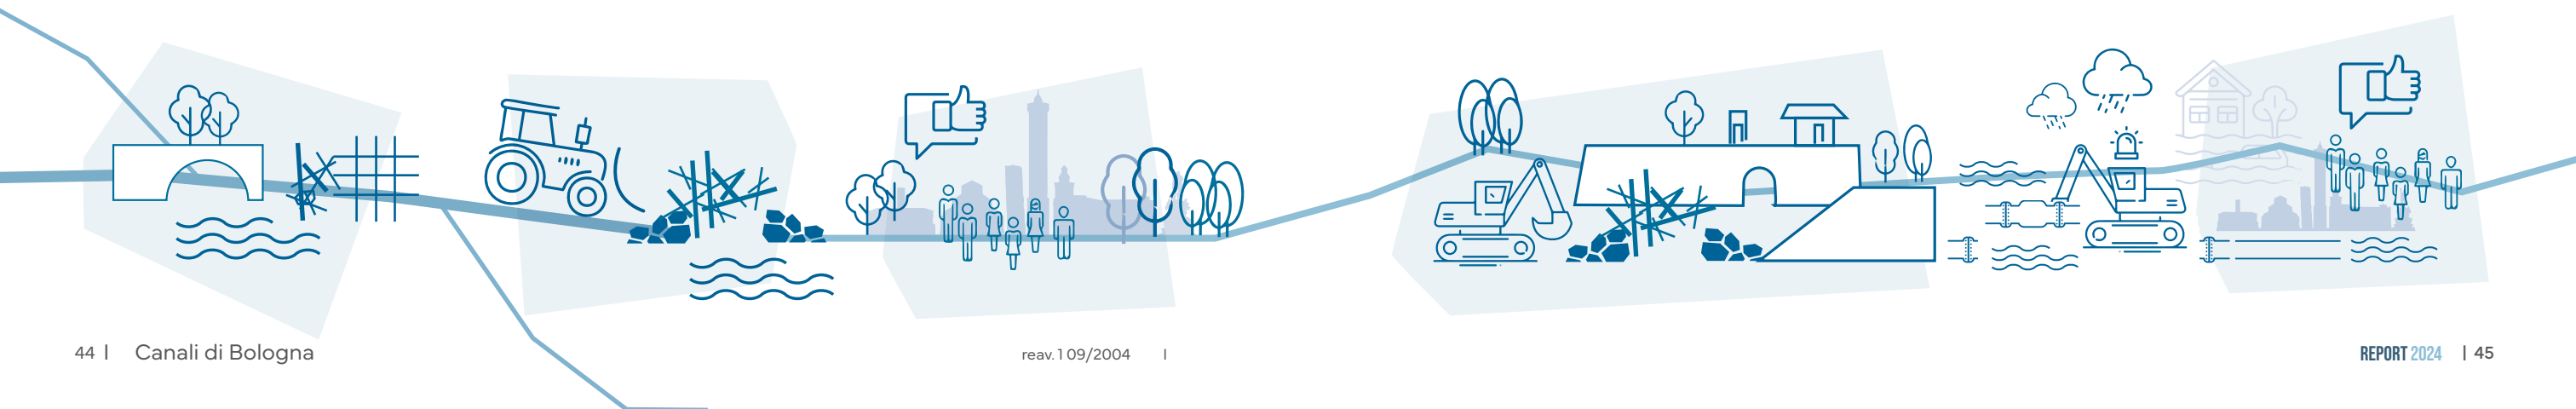 44 | Canali di Bologna
reav. 1 09/2004 |
REPORT 2024 | 45